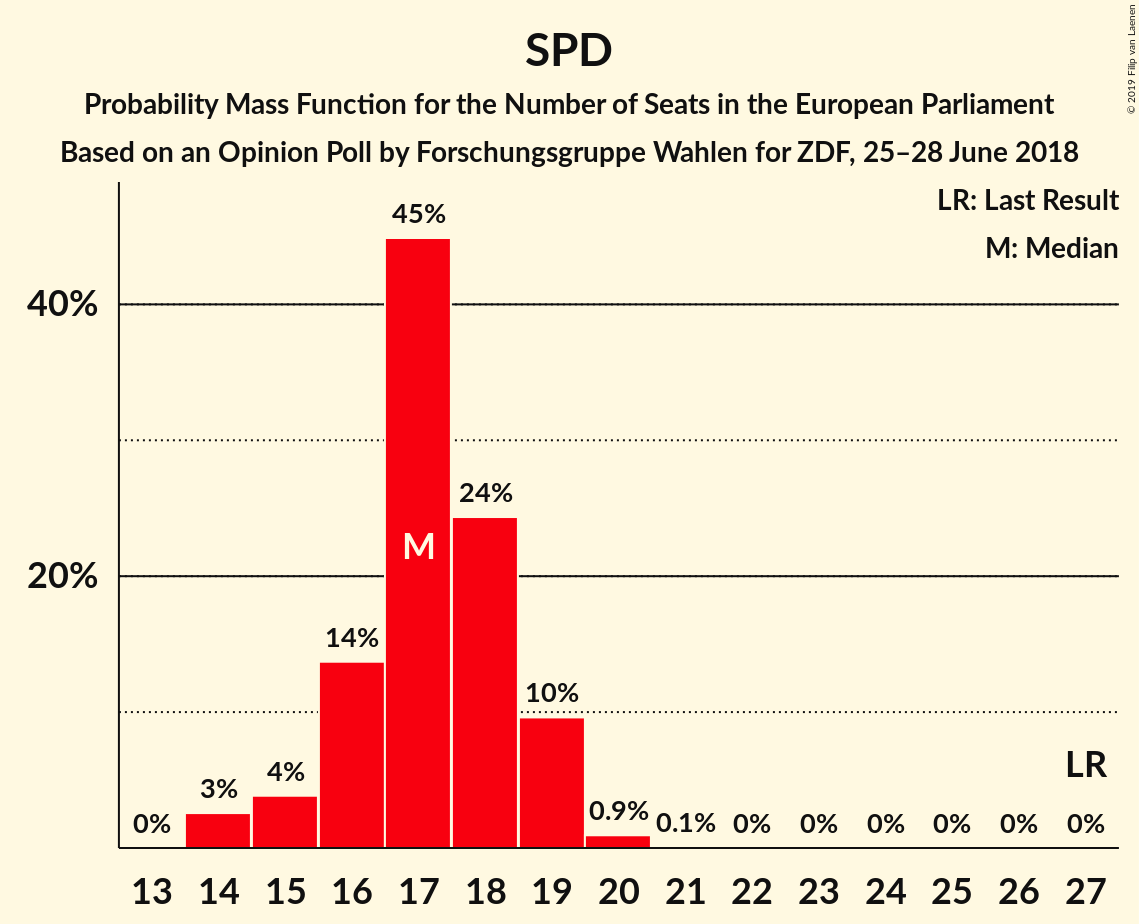 SPD
Probability Mass Function for the Number of Seats in the European Parliament
Based on an Opinion Poll by Forschungsgruppe Wahlen for ZDF, 25–28 June 2018
© 2019 Filip van Laenen
LR: Last Result
M: Median
45%
40%
24%
M
20%
14%
10%
LR
3%
4%
0.9%
0%
0.1%
0%
0%
0%
0%
0%
0%
13 14 15 16 17 18 19 20 21 22 23 24 25 26 27